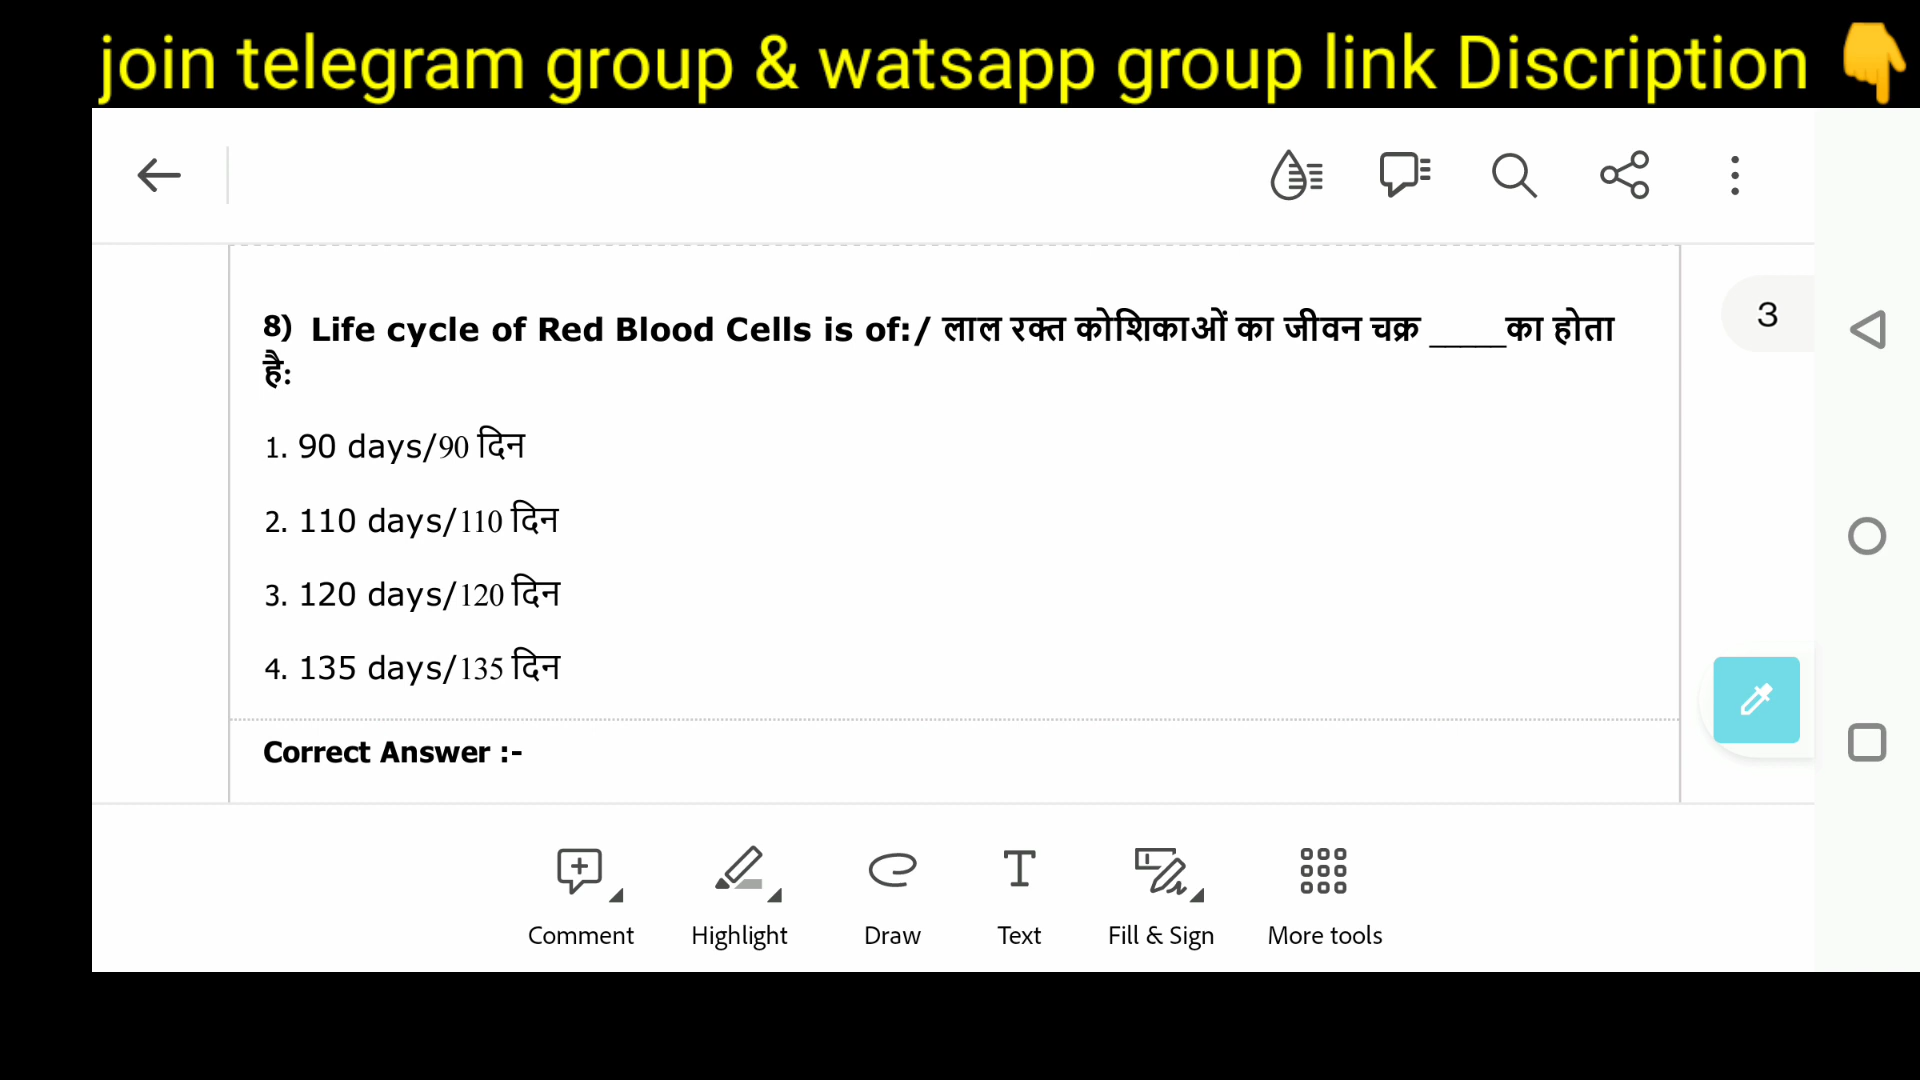 join telegram group & watsapp group link Discription 👇
8) Life cycle of Red Blood Cells is of:/ लाल रक्त कोशिकाओं का जीवन चक्र _____का होता
है:
3
1. 90 days/90 दिन
2. 110 days/110 दिन
3. 120 days/120 दिन
4. 135 days/135 दिन
Correct Answer :-
Comment Highlight Draw Text Fill & Sign More tools